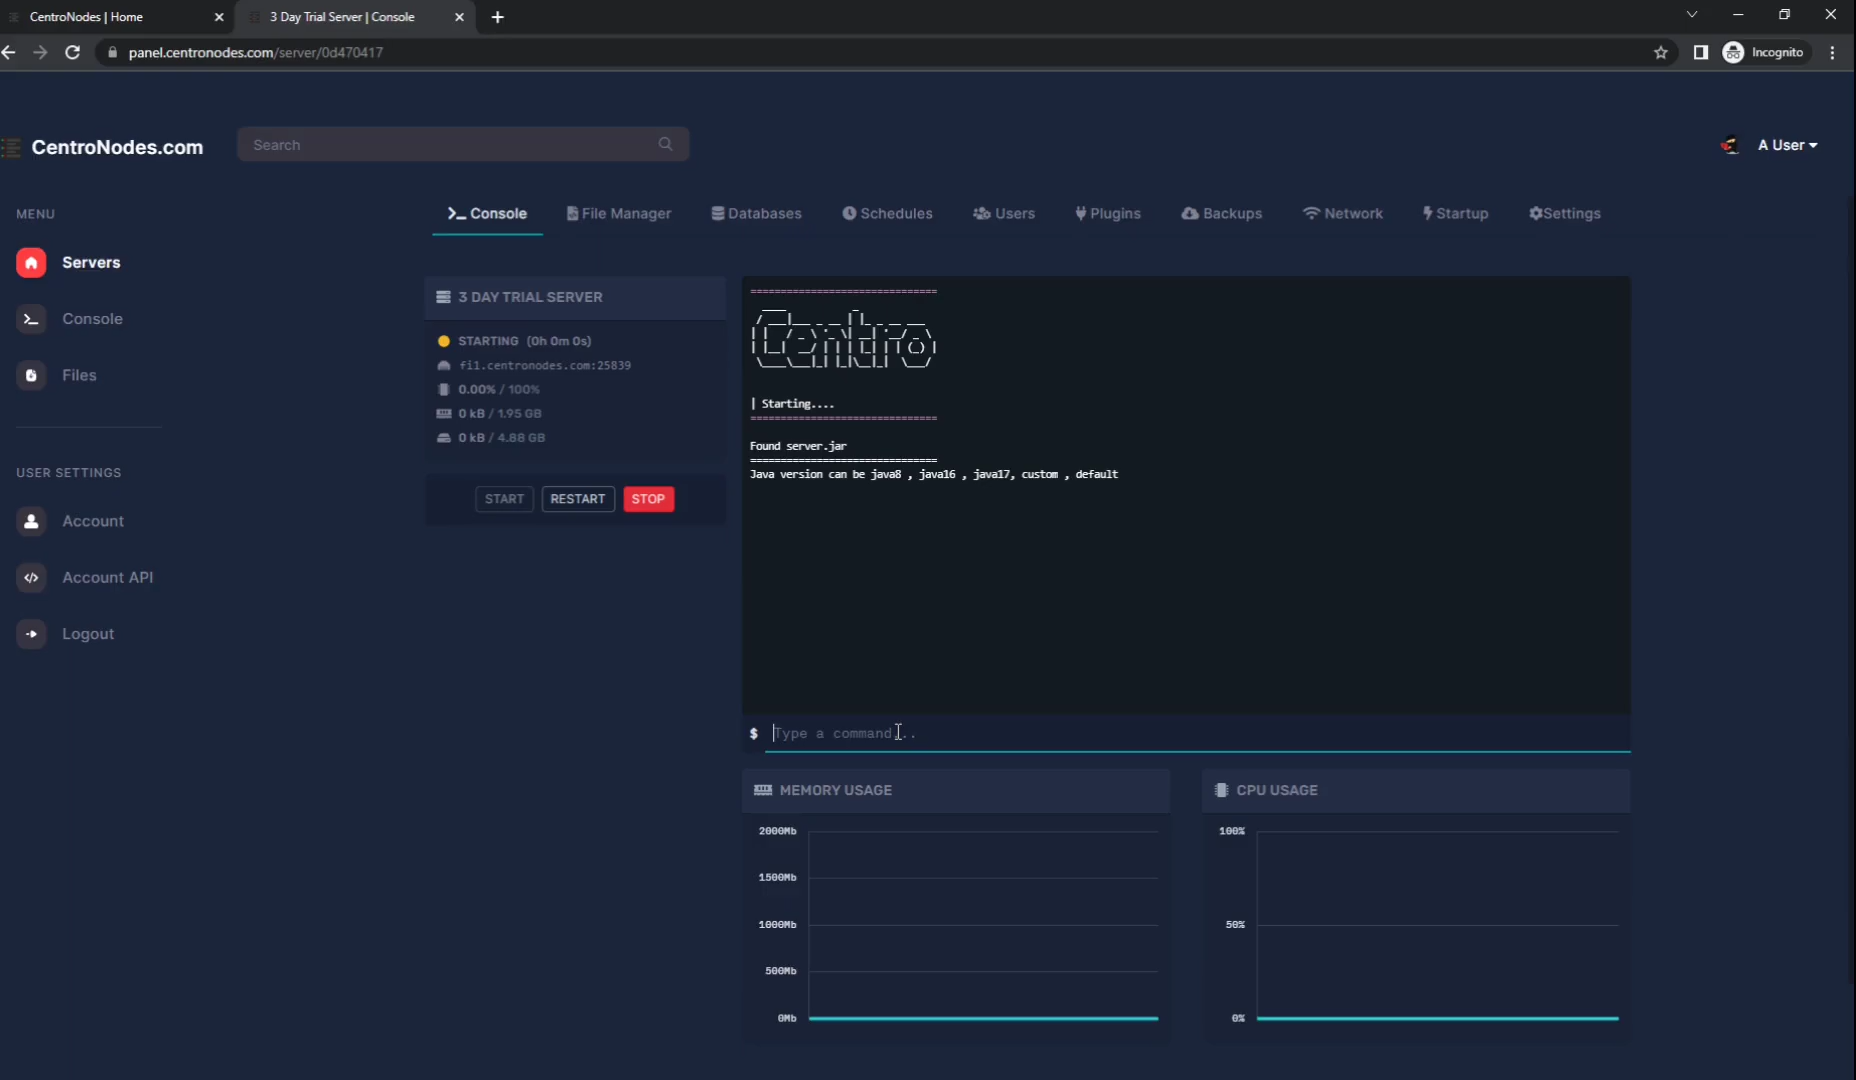 CentroNodes | Home
3 Day Trial Server | Console
panel.centronodes.com/server/0d470417
Incognito
CentroNodes.com
Search
A User
MENU
Servers
Console
Files
USER SETTINGS
Account
Account API
Logout
Console
File Manager
Databases
Schedules
Users
Plugins
Backups
Network
Startup
Settings
3 DAY TRIAL SERVER
STARTING (0h 0m 0s)
fi1.centronodes.com:25839
0.00% / 100%
0 kB / 1.95 GB
0 kB / 4.88 GB
START
RESTART
STOP
===============================
Centro
| Starting....
===============================
Found server.jar
===============================
Java version can be java8 , java16 , java17, custom , default
$ Type a command...
MEMORY USAGE
2000Mb
1500Mb
1000Mb
500Mb
0Mb
CPU USAGE
100%
50%
0%